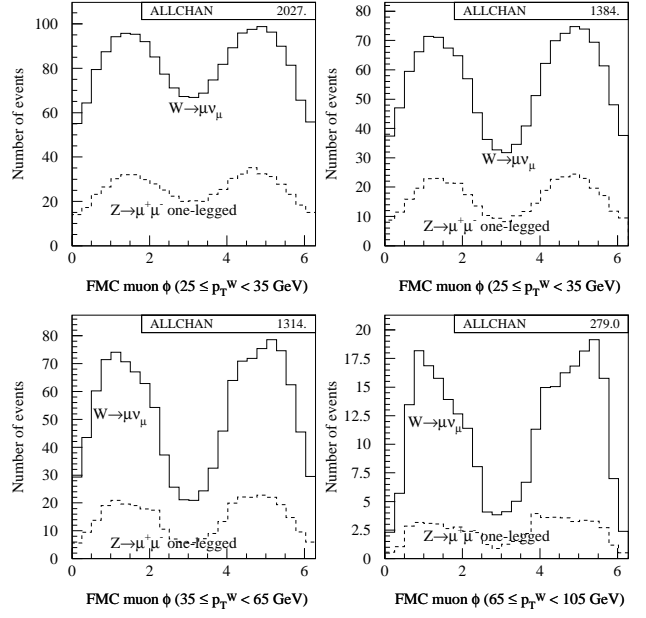 ALLCHAN 2027.
Number of events
100
80
60
40
20
0
W→μν_μ
Z→μ⁺μ⁻ one-legged
0 2 4 6
FMC muon ϕ (25 ≤ p_T^W < 35 GeV)
ALLCHAN 1384.
Number of events
80
70
60
50
40
30
20
10
0
W→μν_μ
Z→μ⁺μ⁻ one-legged
0 2 4 6
FMC muon ϕ (25 ≤ p_T^W < 35 GeV)
ALLCHAN 1314.
Number of events
80
70
60
50
40
30
20
10
0
W→μν_μ
Z→μ⁺μ⁻ one-legged
0 2 4 6
FMC muon ϕ (35 ≤ p_T^W < 65 GeV)
ALLCHAN 279.0
Number of events
20
17.5
15
12.5
10
7.5
5
2.5
0
W→μν_μ
Z→μ⁺μ⁻ one-legged
0 2 4 6
FMC muon ϕ (65 ≤ p_T^W < 105 GeV)